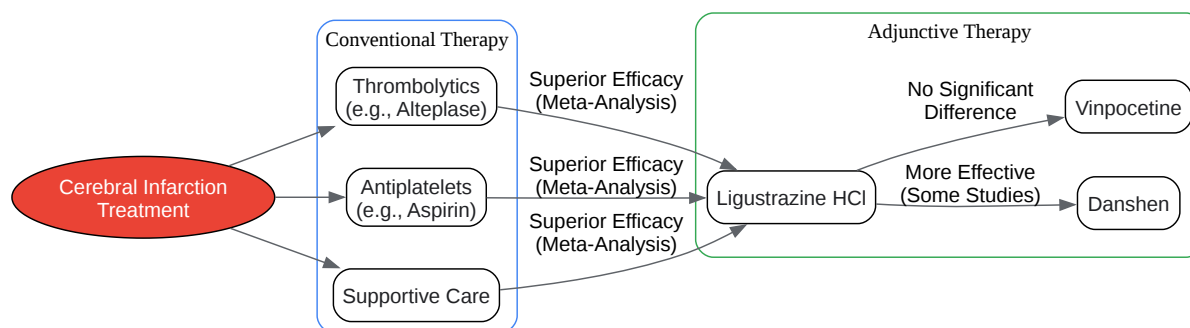 Conventional Therapy
Adjunctive Therapy
Thrombolytics
(e.g., Alteplase)
Superior Efficacy
(Meta-Analysis)
No Significant
Difference
Vinpocetine
Cerebral Infarction
Treatment
Antiplatelets
(e.g., Aspirin)
Superior Efficacy
(Meta-Analysis)
Ligustrazine HCl
More Effective
(Some Studies)
Danshen
Superior Efficacy
(Meta-Analysis)
Supportive Care